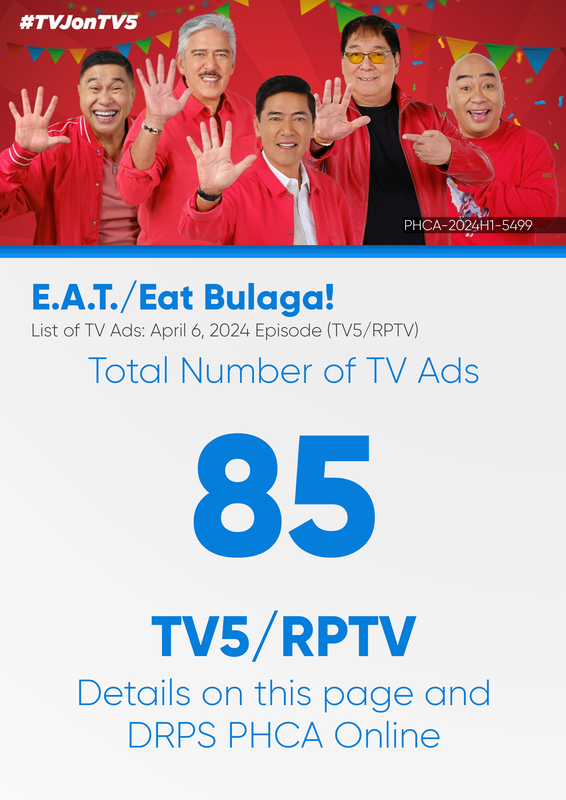 #TVJonTV5
PHCA-2024H1-5499
E.A.T./Eat Bulaga!
List of TV Ads: April 6, 2024 Episode (TV5/RPTV)
Total Number of TV Ads
85
TV5/RPTV
Details on this page and
DRPS PHCA Online